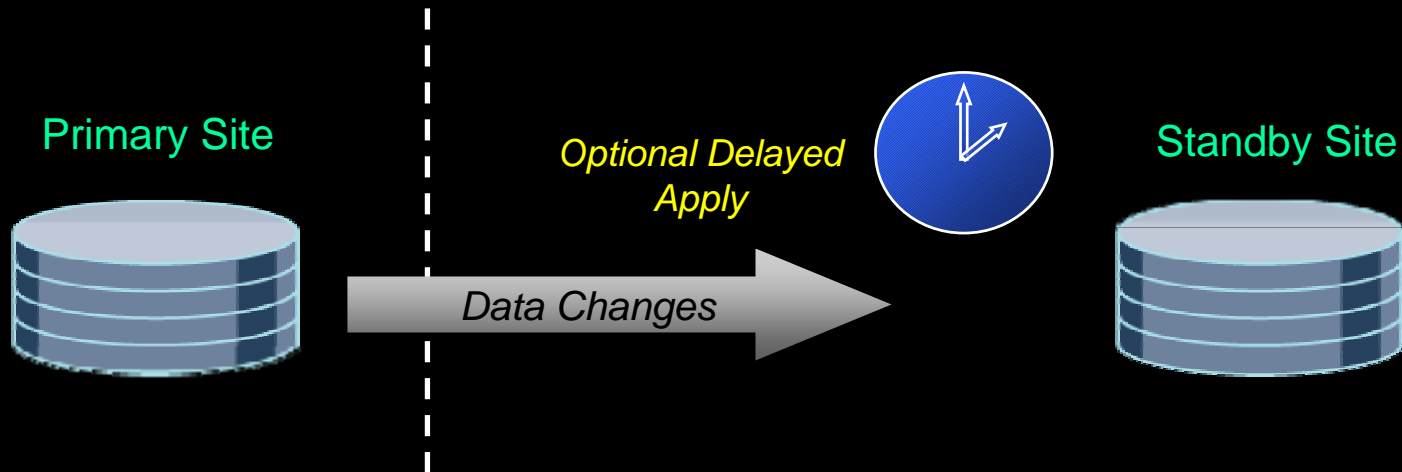 Primary Site
Optional Delayed
Apply
Standby Site
Data Changes